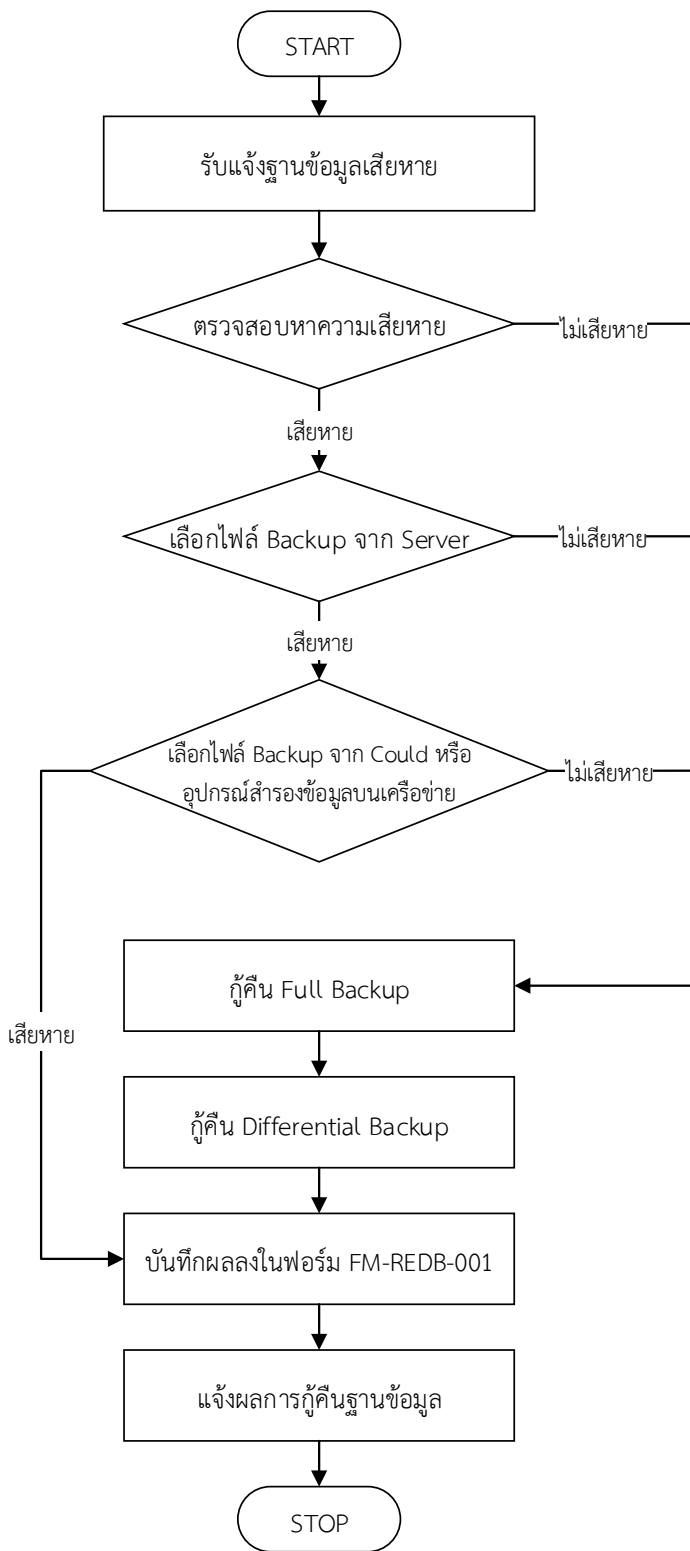 START
รับแจ้งฐานข้อมูลเสียหาย
ตรวจสอบหาความเสียหาย
ไม่เสียหาย
เสียหาย
เลือกไฟล์ Backup จาก Server
ไม่เสียหาย
เสียหาย
เลือกไฟล์ Backup จาก Could หรือ
อุปกรณ์สำรองข้อมูลบนเครือข่าย
ไม่เสียหาย
กู้คืน Full Backup
เสียหาย
กู้คืน Differential Backup
บันทึกผลลงในฟอร์ม FM-REDB-001
แจ้งผลการกู้คืนฐานข้อมูล
STOP